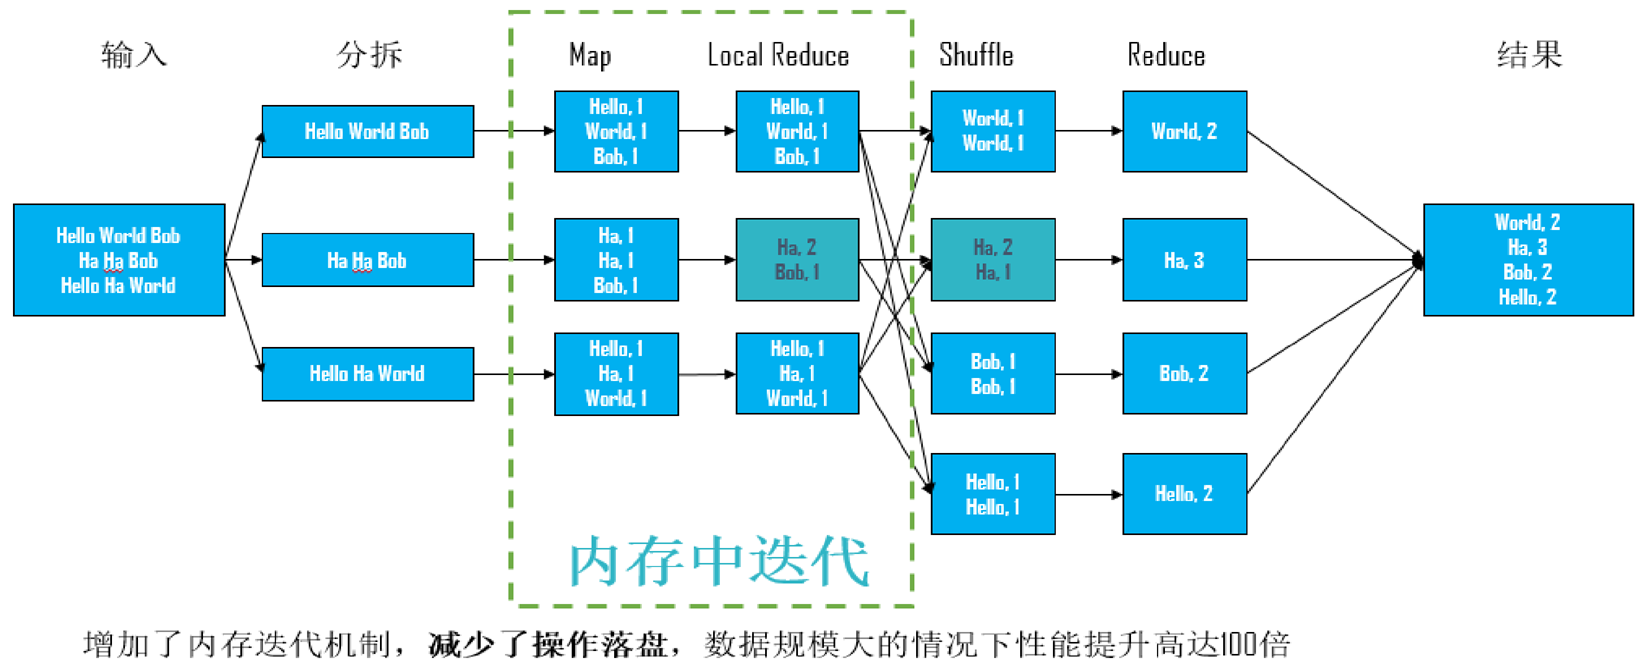 输入
分拆
Map
Local Reduce
Shuffle
Reduce
结果
Hello World Bob
Ha Ha Bob
Hello Ha World
Hello World Bob
Ha Ha Bob
Hello Ha World
Hello, 1
World, 1
Bob, 1
Ha, 1
Ha, 1
Bob, 1
Hello, 1
Ha, 1
World, 1
Hello, 1
World, 1
Bob, 1
Ha, 2
Bob, 1
Hello, 1
Ha, 1
World, 1
World, 1
World, 1
Ha, 2
Ha, 1
Bob, 1
Bob, 1
Hello, 1
Hello, 1
World, 2
Ha, 3
Bob, 2
Hello, 2
World, 2
Ha, 3
Bob, 2
Hello, 2
内存中迭代
增加了内存迭代机制，减少了操作落盘，数据规模大的情况下性能提升高达100倍